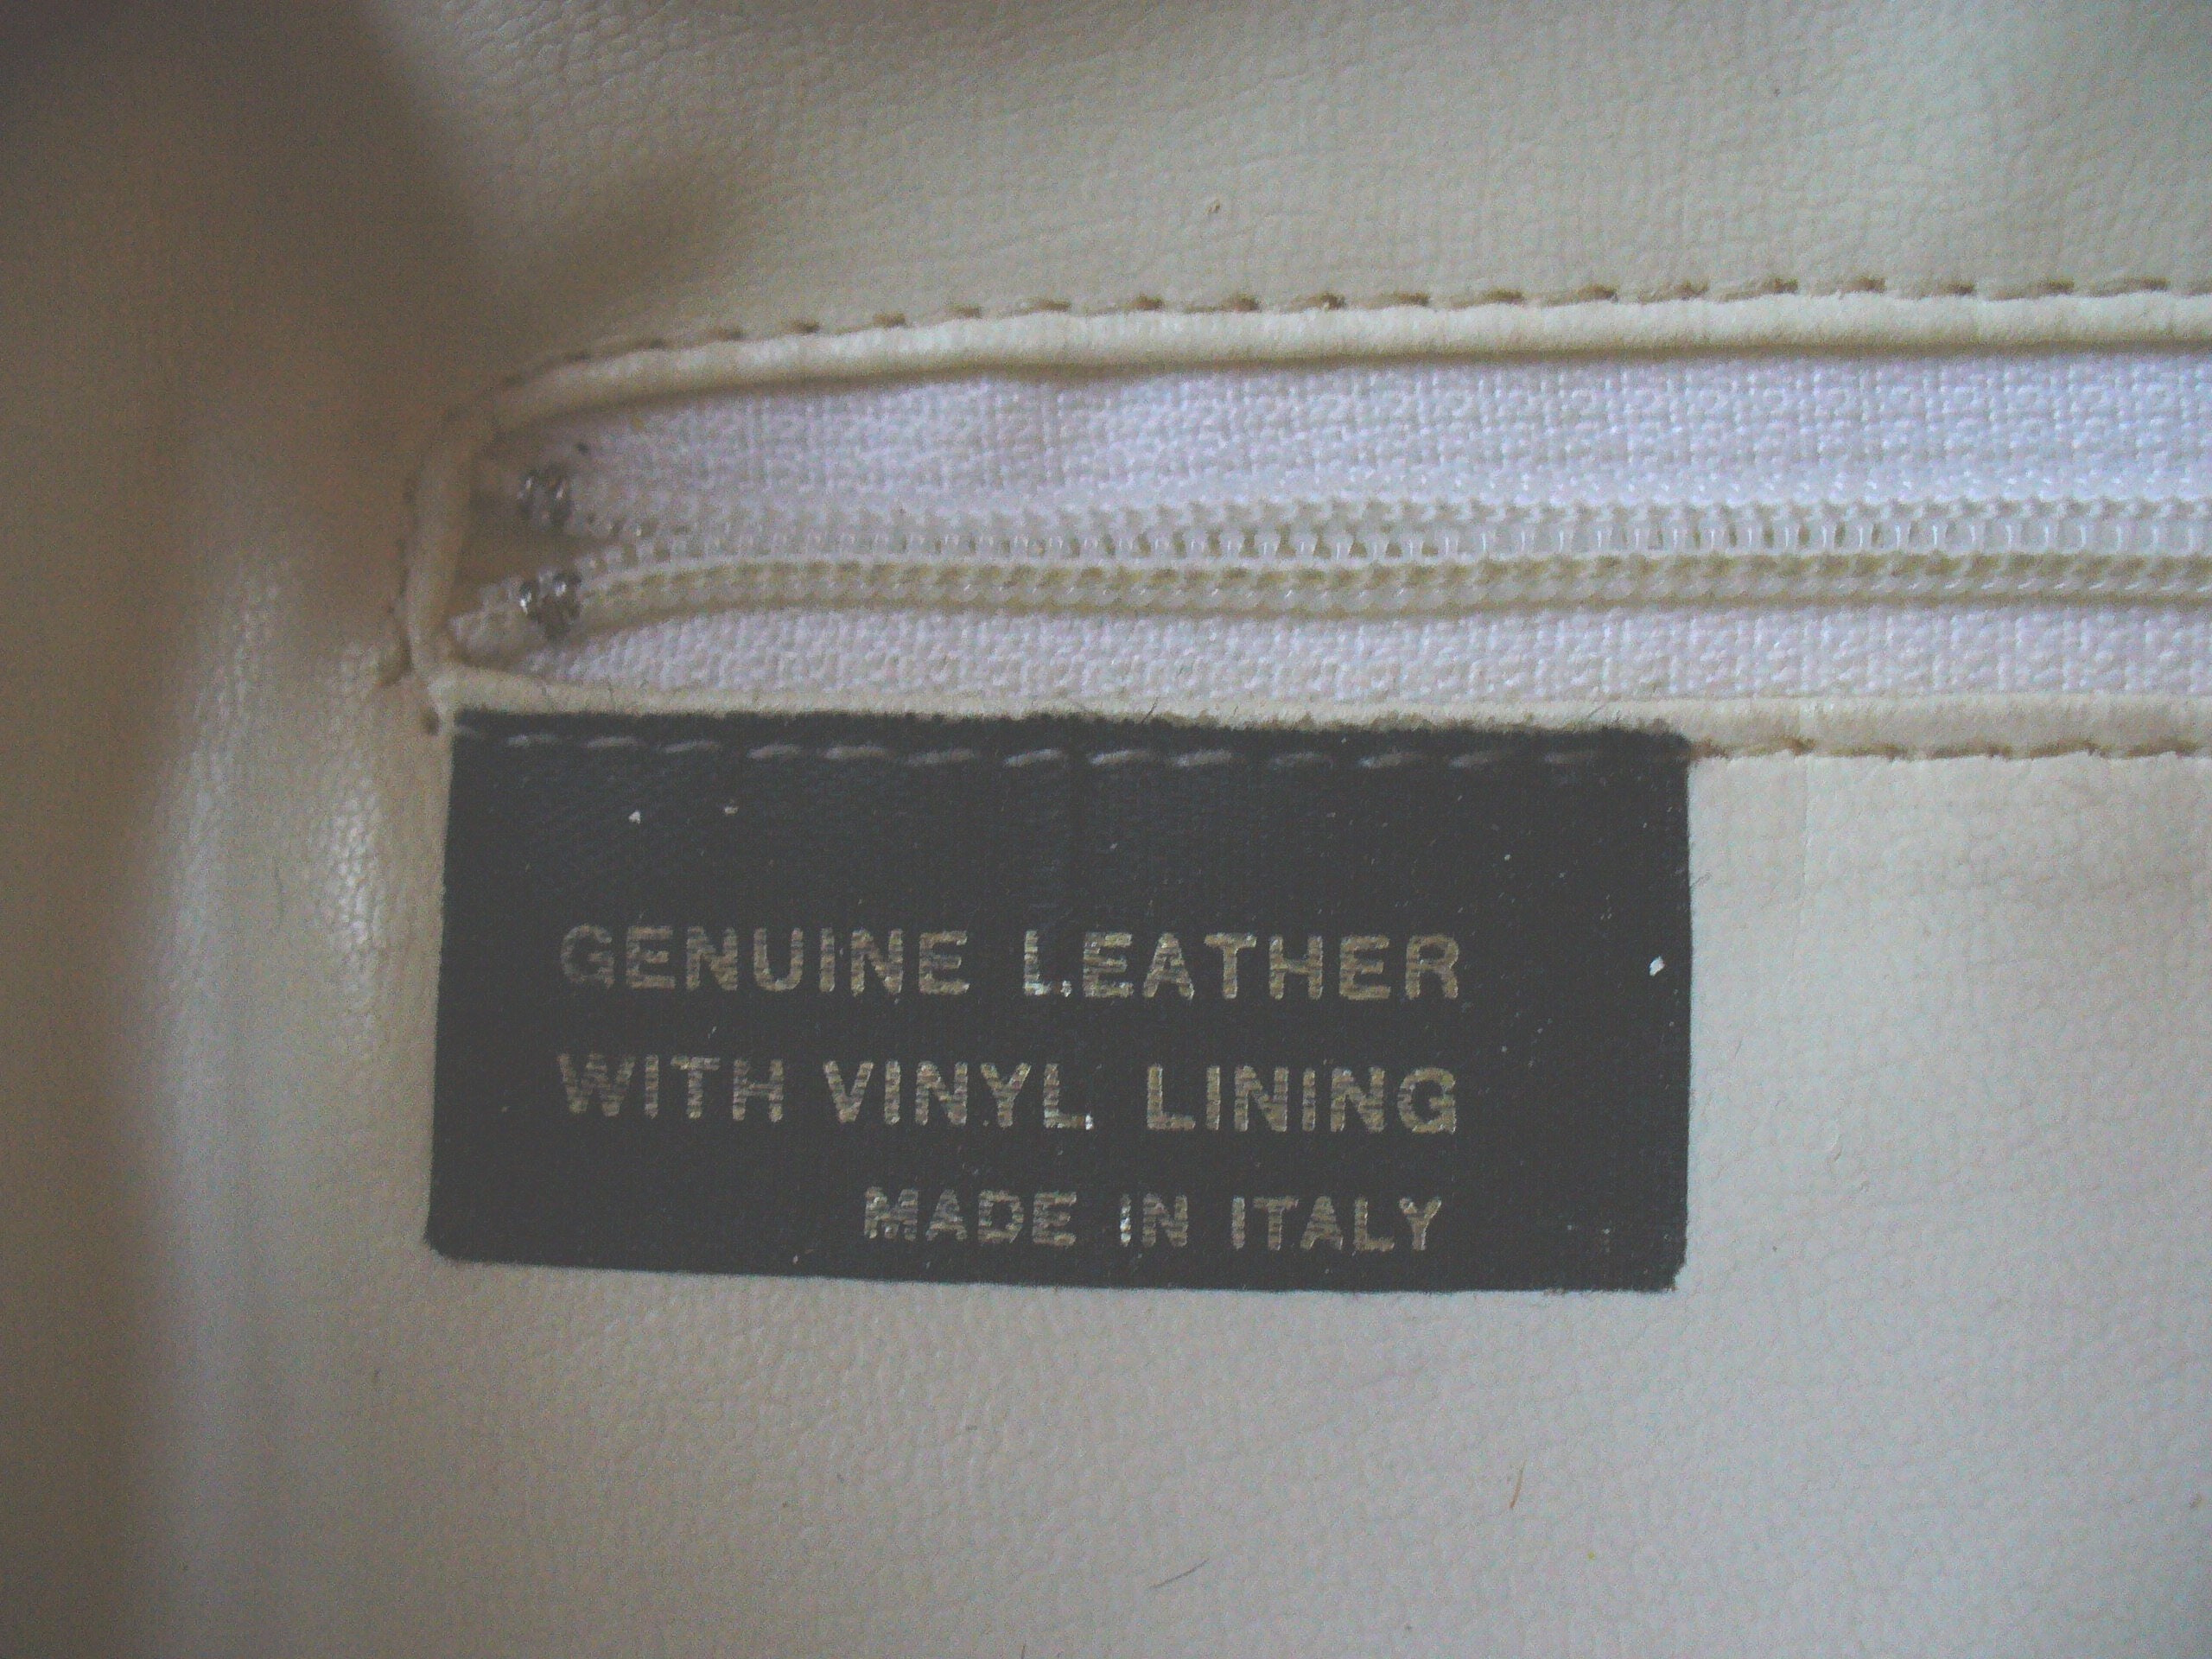 GENUINE LEATHER
WITH VINYL LINING
MADE IN ITALY